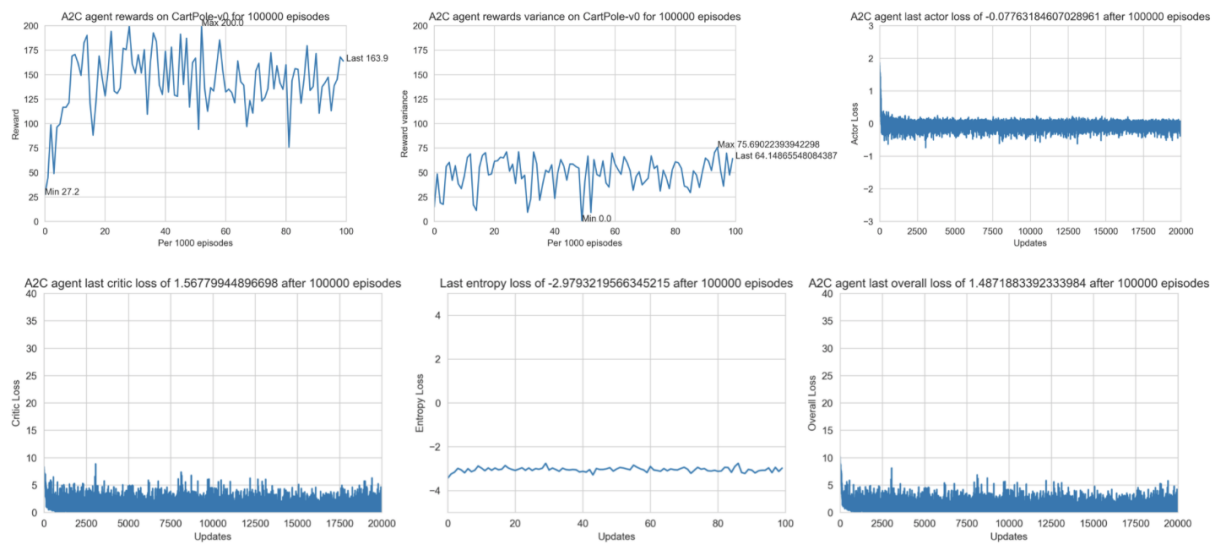 A2C agent rewards on CartPole-v0 for 100000 episodes
Max 200.0
200
175
150
125
100
75
50
25
0
Reward
Last 163.9
Min 27.2
0 20 40 60 80 100
Per 1000 episodes
A2C agent rewards variance on CartPole-v0 for 100000 episodes
200
175
150
125
100
75
50
25
0
Reward variance
Max 75.69022393942298
Last 64.14865548084387
Min 0.0
0 20 40 60 80 100
Per 1000 episodes
A2C agent last actor loss of -0.07763184607028961 after 100000 episodes
3
2
1
0
−1
−2
−3
Actor Loss
0 2500 5000 7500 10000 12500 15000 17500 20000
Updates
A2C agent last critic loss of 1.56779944896698 after 100000 episodes
40
35
30
25
20
15
10
5
0
Critic Loss
0 2500 5000 7500 10000 12500 15000 17500 20000
Updates
Last entropy loss of -2.9793219566345215 after 100000 episodes
4
2
0
−2
−4
Entropy Loss
0 20 40 60 80 100
Updates
A2C agent last overall loss of 1.4871883392333984 after 100000 episodes
40
35
30
25
20
15
10
5
0
Overall Loss
0 2500 5000 7500 10000 12500 15000 17500 20000
Updates